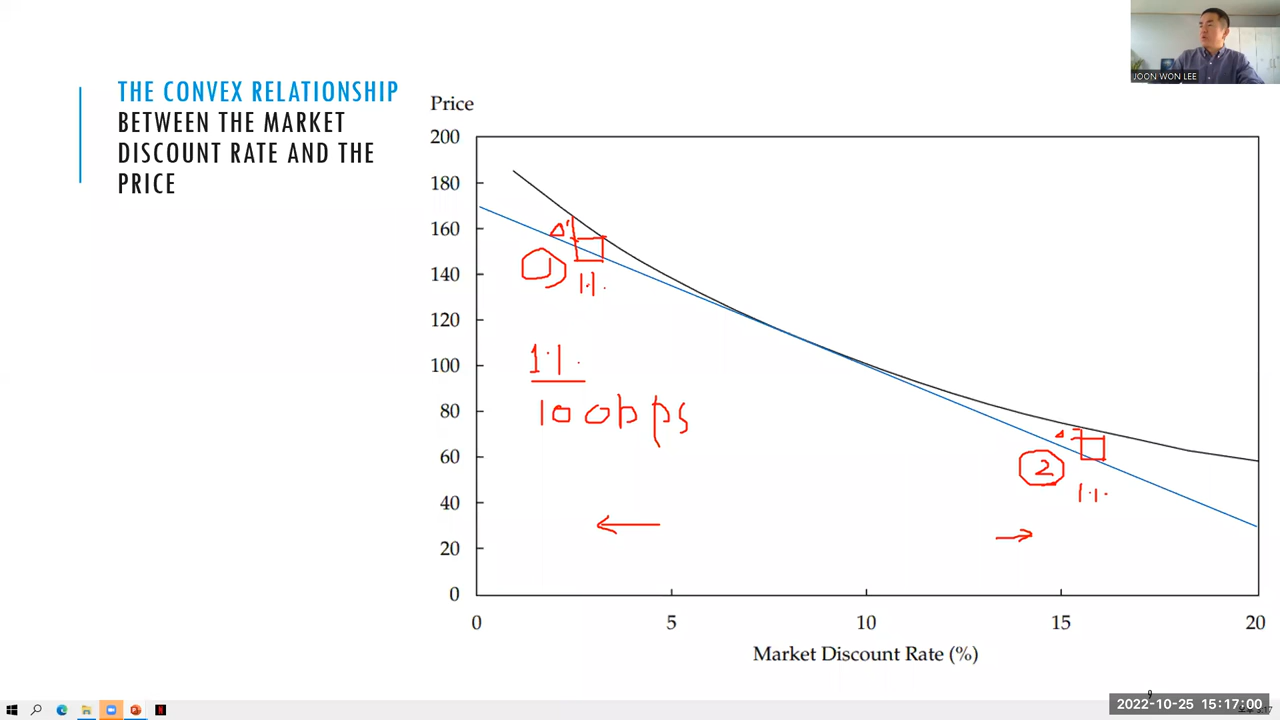 JOON WON LEE
THE CONVEX RELATIONSHIP
BETWEEN THE MARKET
DISCOUNT RATE AND THE
PRICE
Price
200
180
160
140
120
100
80
60
40
20
0
0 5 10 15 20
Market Discount Rate (%)
Δ'
1
1%
1%
100bps
Δ
2
1%
9
2022-10-25 15:17:00